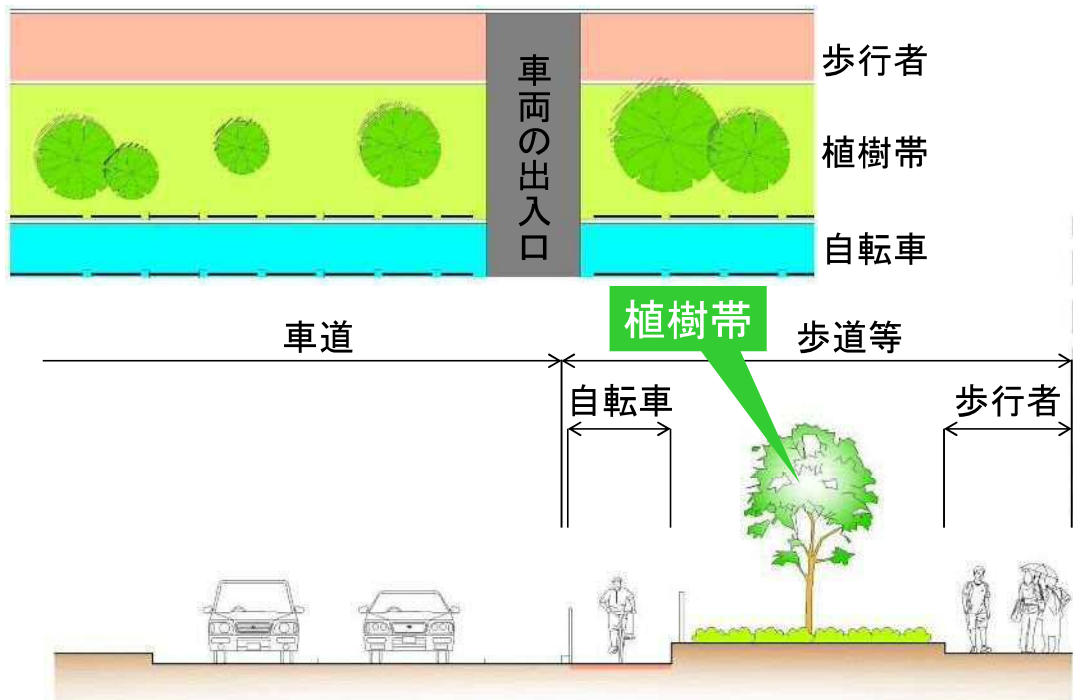 車両の出入口
歩行者
植樹帯
自転車
植樹帯
車道
歩道等
自転車
歩行者